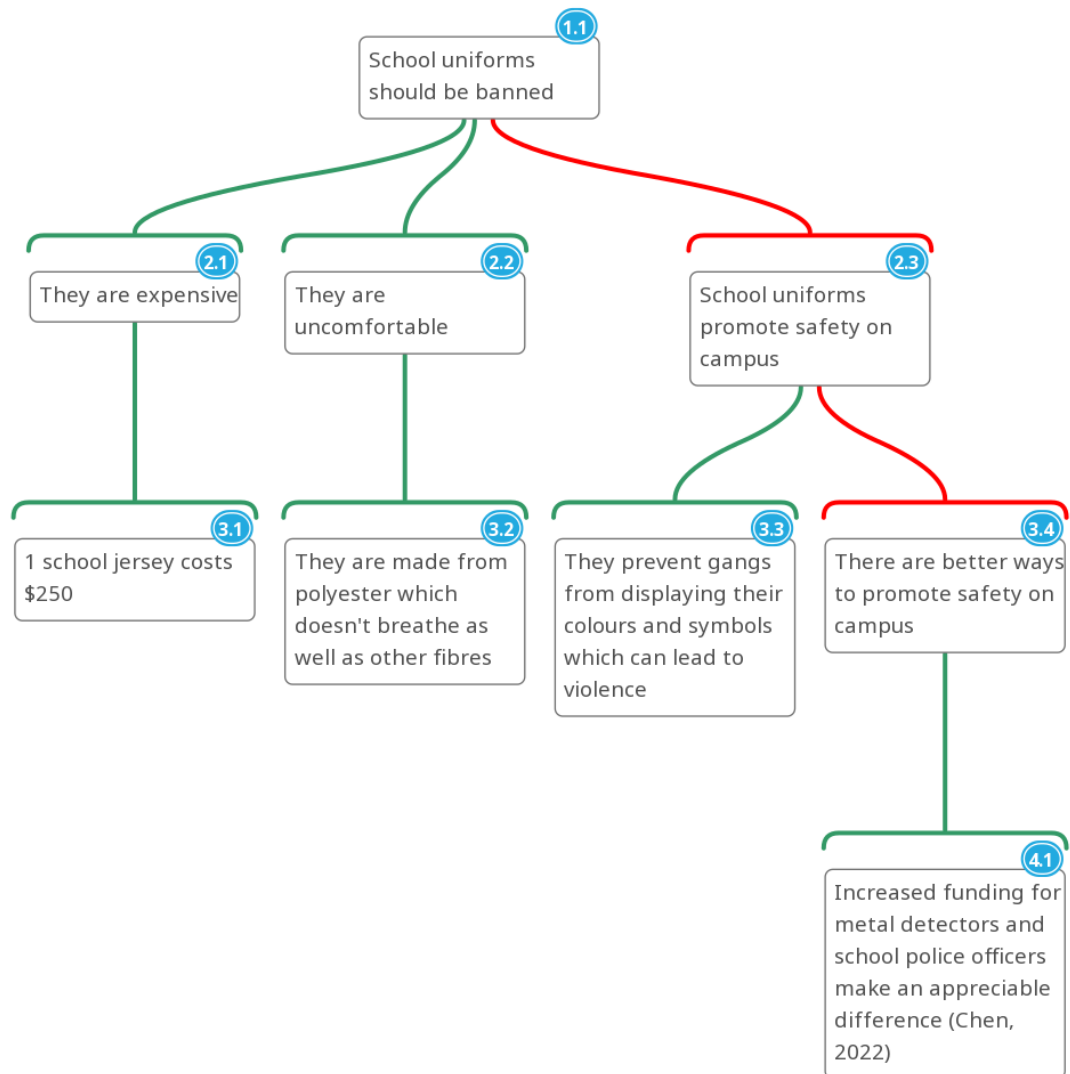 1.1
School uniforms
should be banned
2.1
They are expensive
2.2
They are
uncomfortable
2.3
School uniforms
promote safety on
campus
3.1
1 school jersey costs
$250
3.2
They are made from
polyester which
doesn't breathe as
well as other fibres
3.3
They prevent gangs
from displaying their
colours and symbols
which can lead to
violence
3.4
There are better ways
to promote safety on
campus
4.1
Increased funding for
metal detectors and
school police officers
make an appreciable
difference (Chen,
2022)